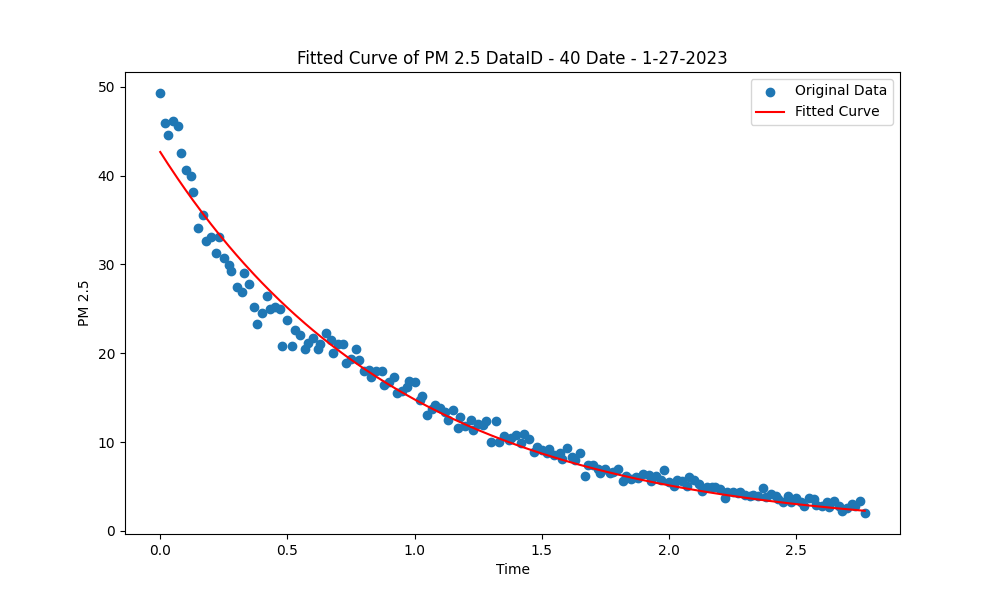 Fitted Curve of PM 2.5 DataID - 40 Date - 1-27-2023
Original Data
Fitted Curve
50
40
30
20
10
0
PM 2.5
0.0 0.5 1.0 1.5 2.0 2.5
Time